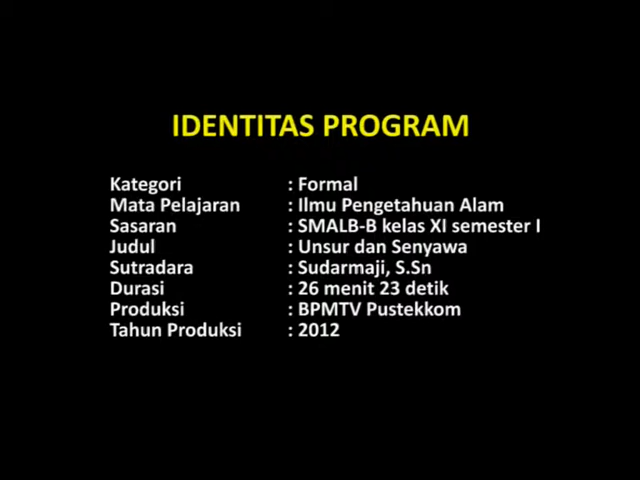 IDENTITAS PROGRAM
Kategori : Formal
Mata Pelajaran : Ilmu Pengetahuan Alam
Sasaran : SMALB-B kelas XI semester I
Judul : Unsur dan Senyawa
Sutradara : Sudarmaji, S.Sn
Durasi : 26 menit 23 detik
Produksi : BPMTV Pustekkom
Tahun Produksi : 2012